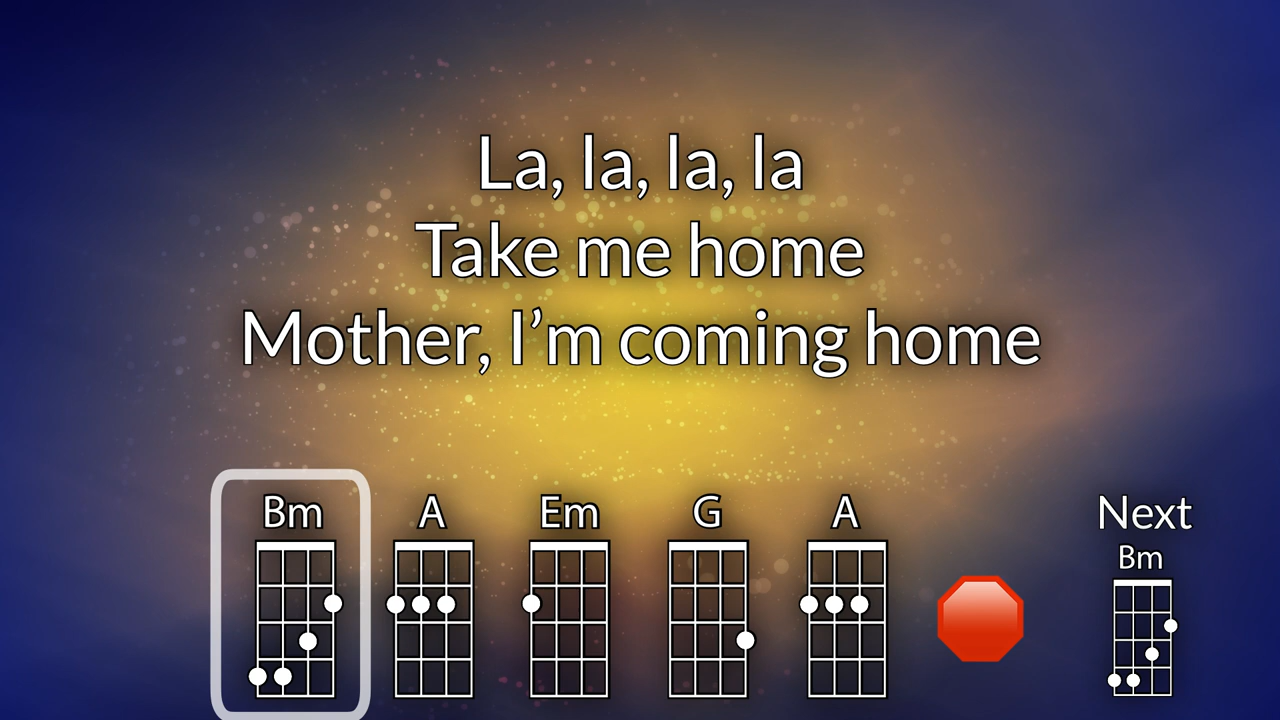 La, la, la, la
Take me home
Mother, I’m coming home
Bm A Em G A Next
Bm